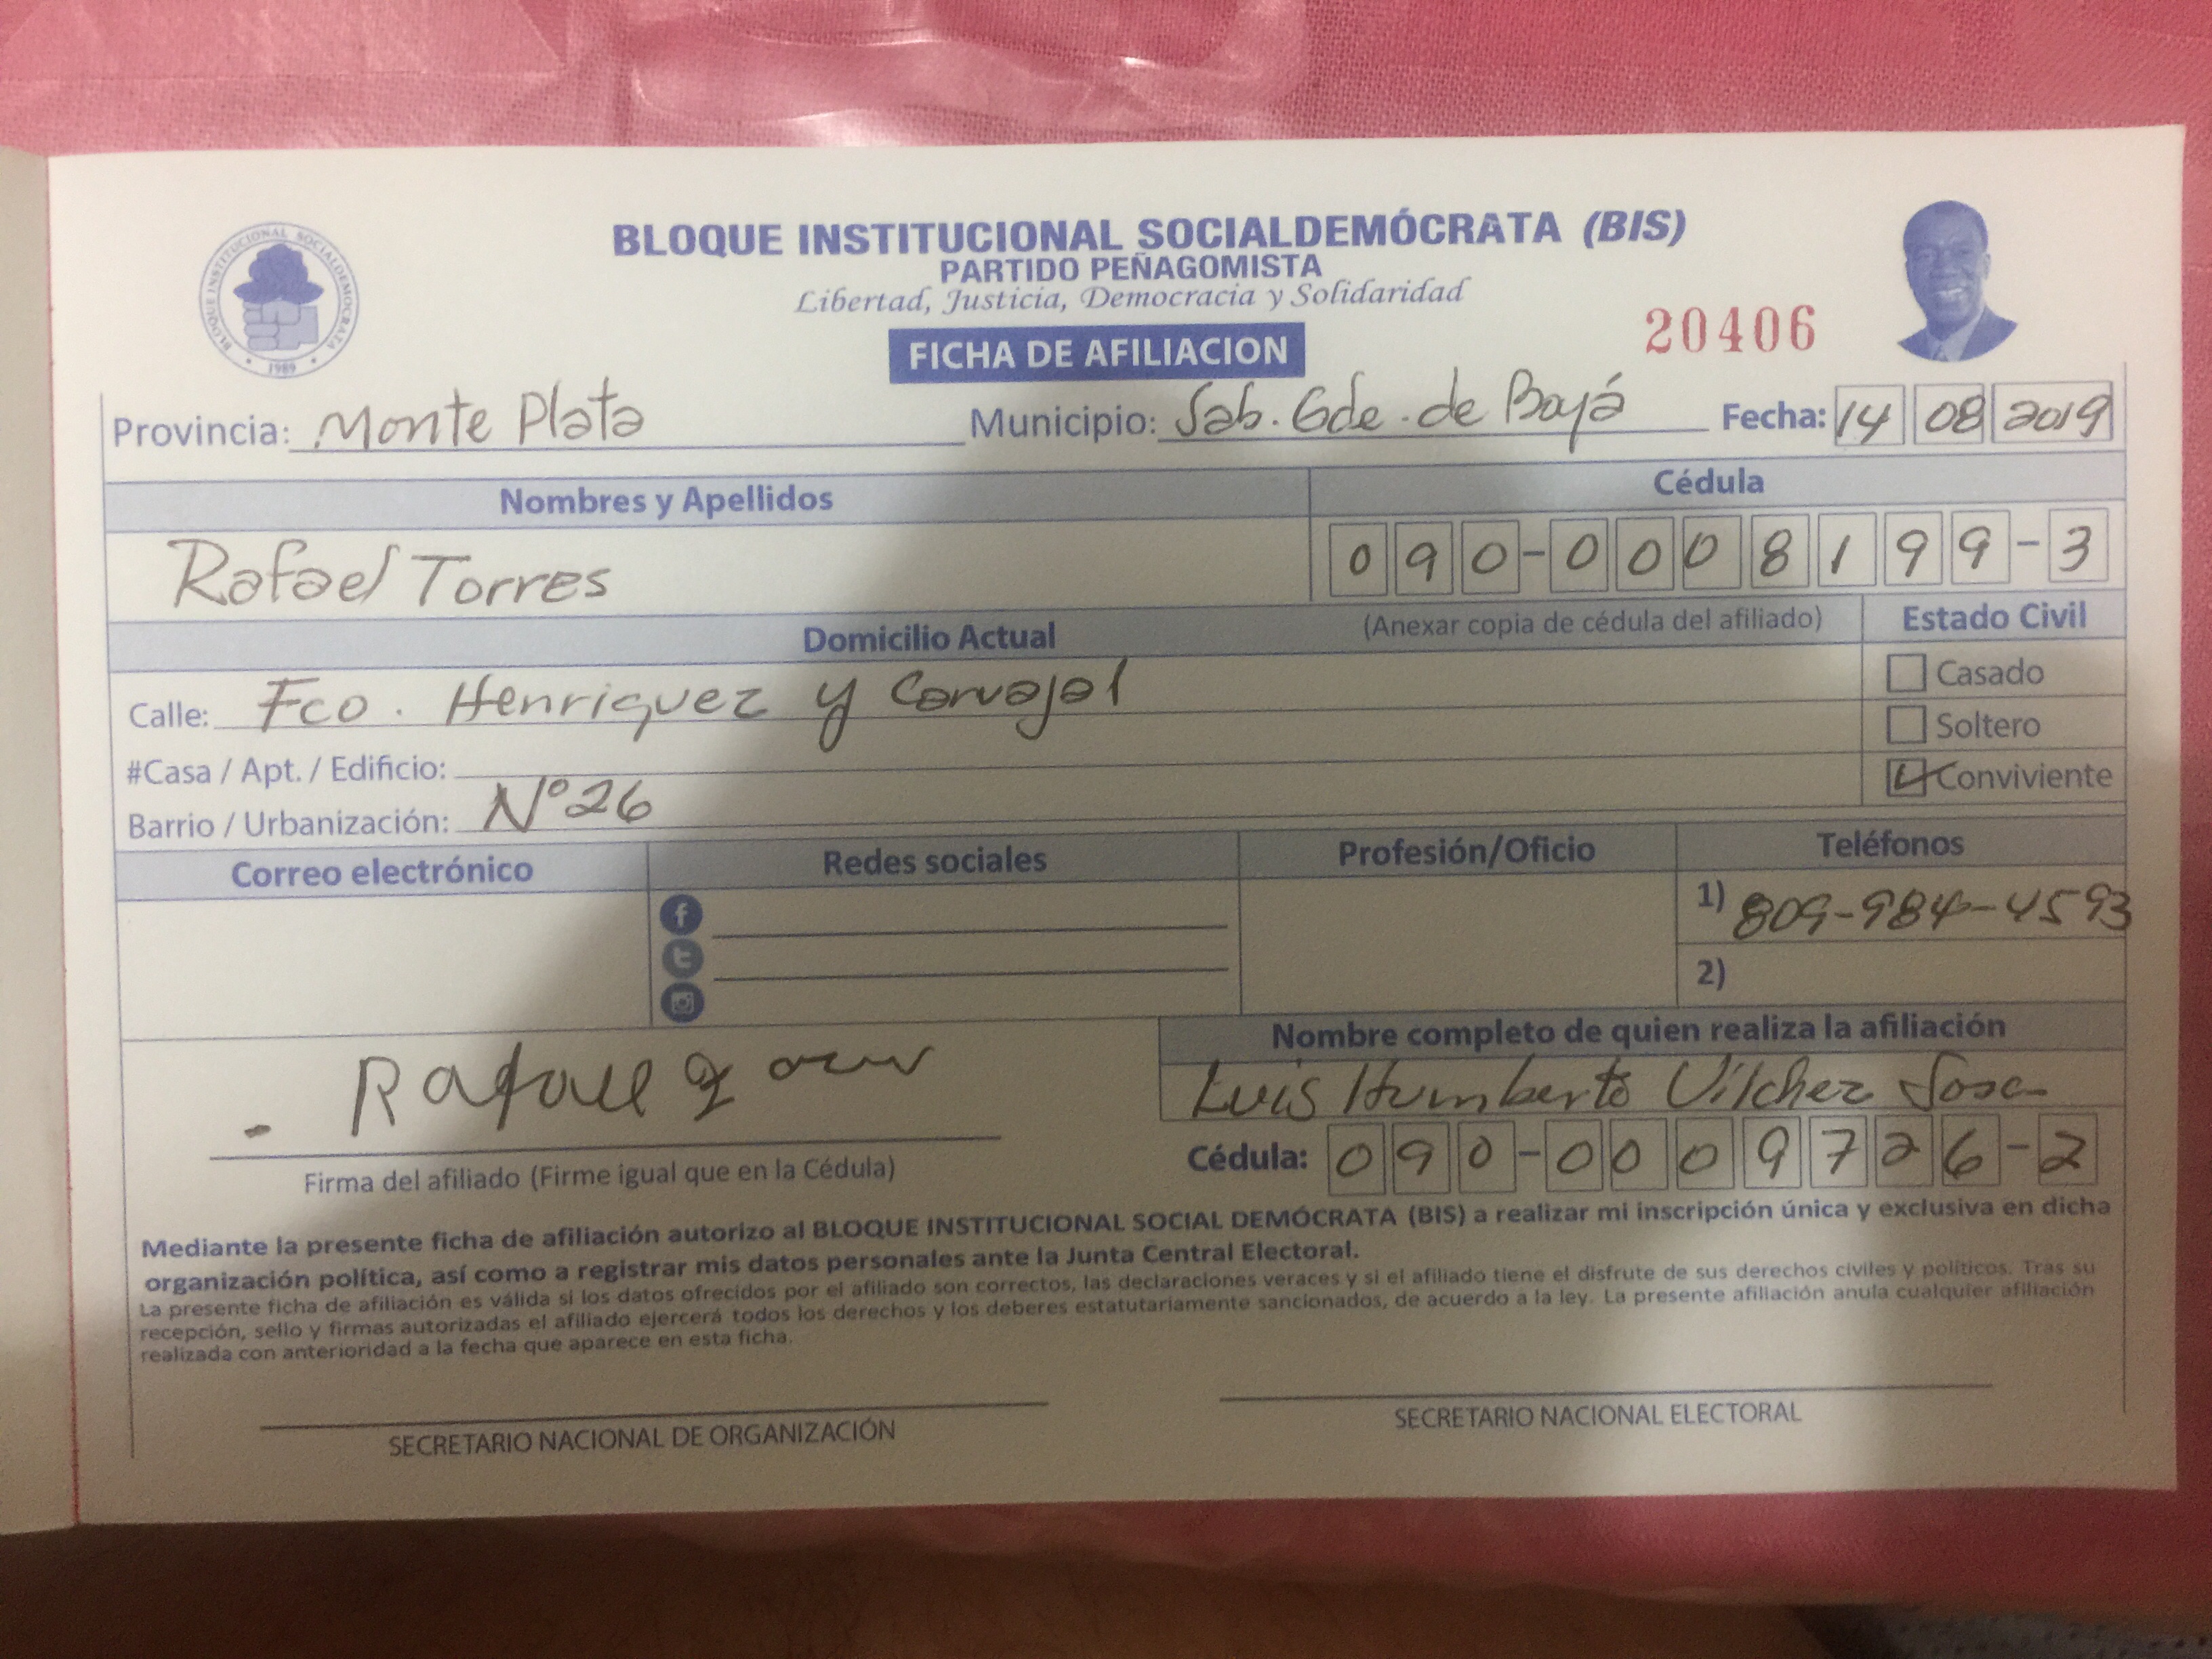 BLOQUE INSTITUCIONAL SOCIALDEMÓCRATA (BIS)
PARTIDO PEÑAGOMISTA
Libertad, Justicia, Democracia y Solidaridad
BLOQUE INSTITUCIONAL SOCIALDEMOCRATA
1989
20406
FICHA DE AFILIACION
Provincia: Monte Plata Municipio: Sab. Gde. de Boyá Fecha: 14 08 2019
Nombres y Apellidos Cédula
Rafael Torres 090-0008199-3
Domicilio Actual (Anexar copia de cédula del afiliado) Estado Civil
Calle: Fco. Henriquez y Carvajal Casado
Soltero
#Casa / Apt. / Edificio: Conviviente
Barrio / Urbanización: N° 26
Correo electrónico Redes sociales Profesión/Oficio Teléfonos
1) 809-984-4593
2)
Nombre completo de quien realiza la afiliación
Luis Humberto Vilchez Sosa
Cédula: 090-0009726-2
Firma del afiliado (Firme igual que en la Cédula)
Mediante la presente ficha de afiliación autorizo al BLOQUE INSTITUCIONAL SOCIAL DEMÓCRATA (BIS) a realizar mi inscripción única y exclusiva en dicha
organización política, así como a registrar mis datos personales ante la Junta Central Electoral.
La presente ficha de afiliación es válida si los datos ofrecidos por el afiliado son correctos, las declaraciones veraces y si el afiliado tiene el disfrute de sus derechos civiles y políticos. Tras su
recepción, sello y firmas autorizadas el afiliado ejercerá todos los derechos y los deberes estatutariamente sancionados, de acuerdo a la ley. La presente afiliación anula cualquier afiliación
realizada con anterioridad a la fecha que aparece en esta ficha.
SECRETARIO NACIONAL DE ORGANIZACIÓN SECRETARIO NACIONAL ELECTORAL